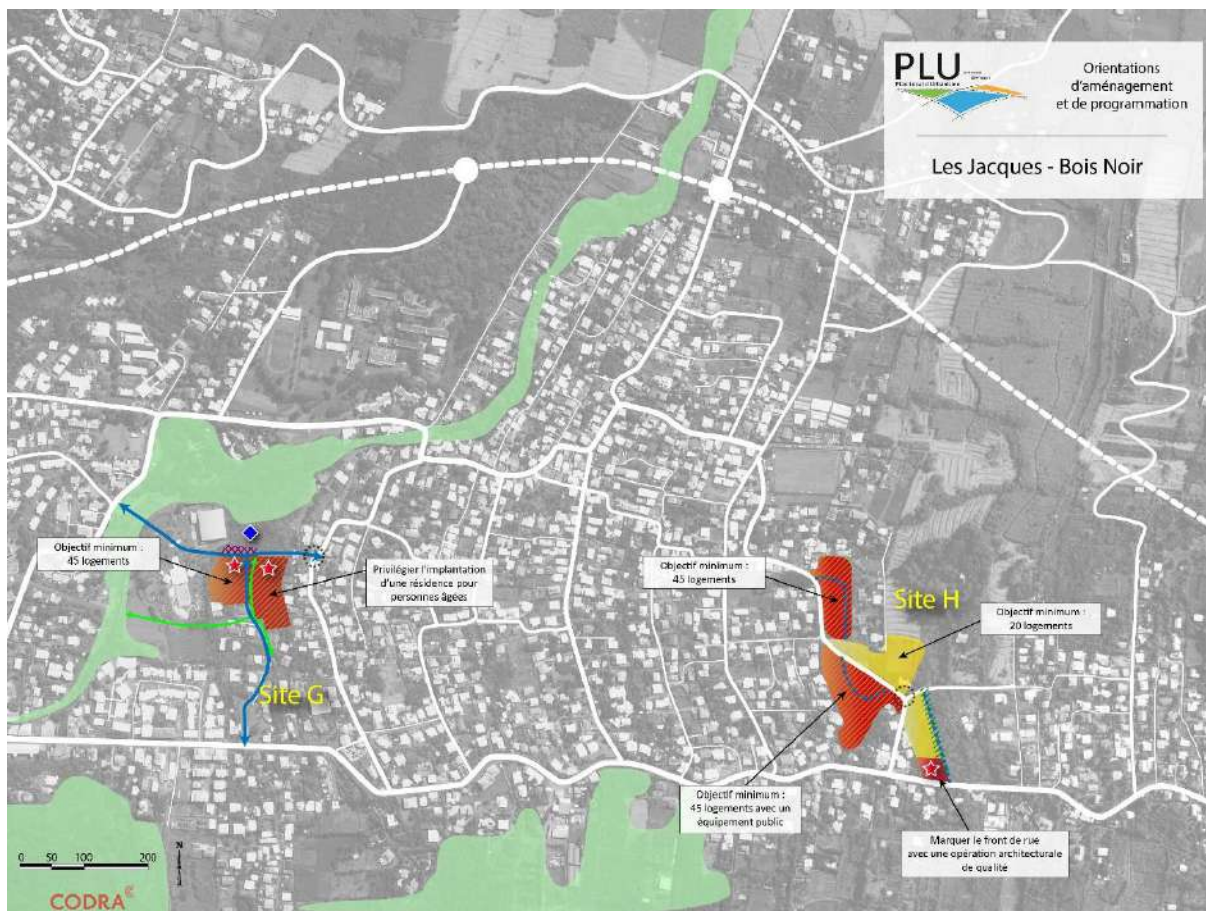 PLU
Orientations
d'aménagement
et de programmation
Les Jacques - Bois Noir
Objectif minimum :
45 logements
Privilégier l'implantation
d'une résidence pour
personnes âgées
Site G
Objectif minimum :
45 logements
Site H
Objectif minimum :
20 logements
Objectif minimum :
45 logements avec un
équipement public
Marquer le front de rue
avec une opération architecturale
de qualité
0 50 100 200
N
CODRA